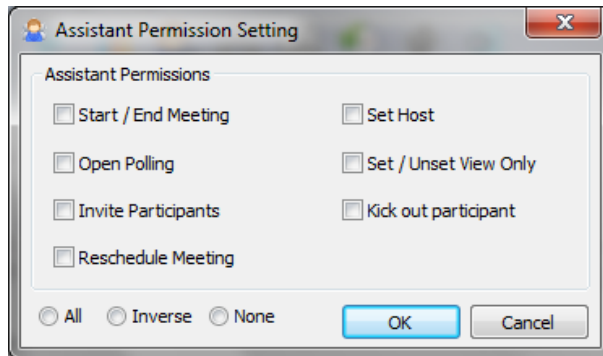 Assistant Permission Setting
Assistant Permissions
Start / End Meeting
Set Host
Open Polling
Set / Unset View Only
Invite Participants
Kick out participant
Reschedule Meeting
All Inverse None OK Cancel